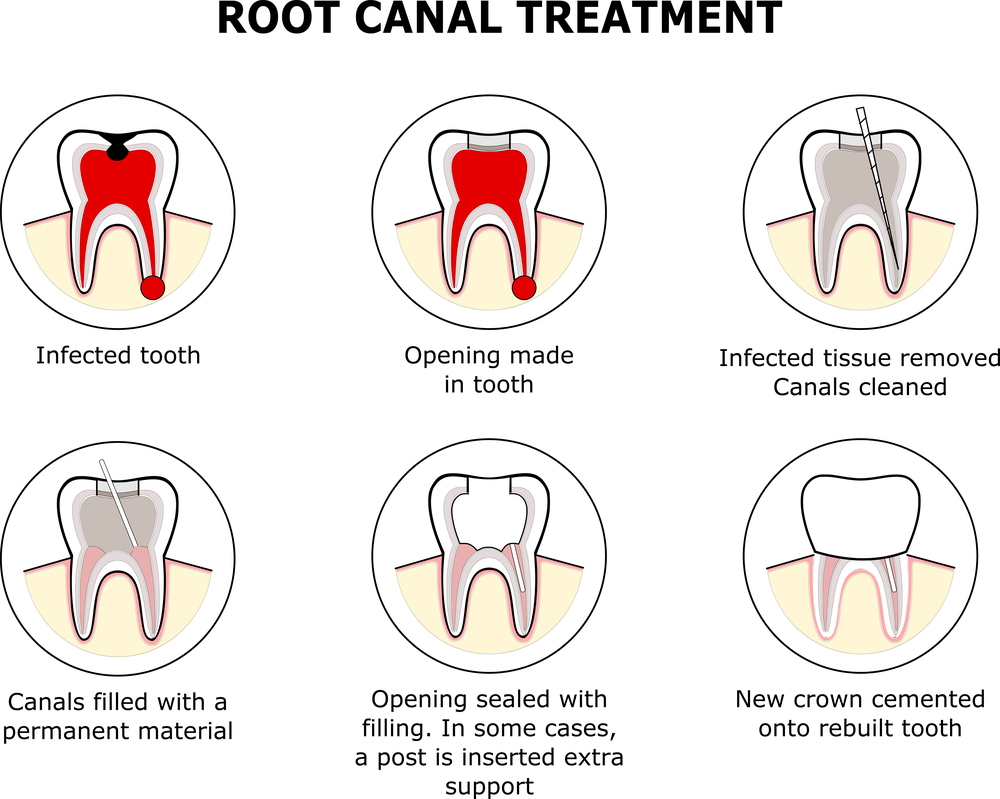 ROOT CANAL TREATMENT
Infected tooth
Opening made
in tooth
Infected tissue removed
Canals cleaned
Canals filled with a
permanent material
Opening sealed with
filling. In some cases,
a post is inserted extra
support
New crown cemented
onto rebuilt tooth